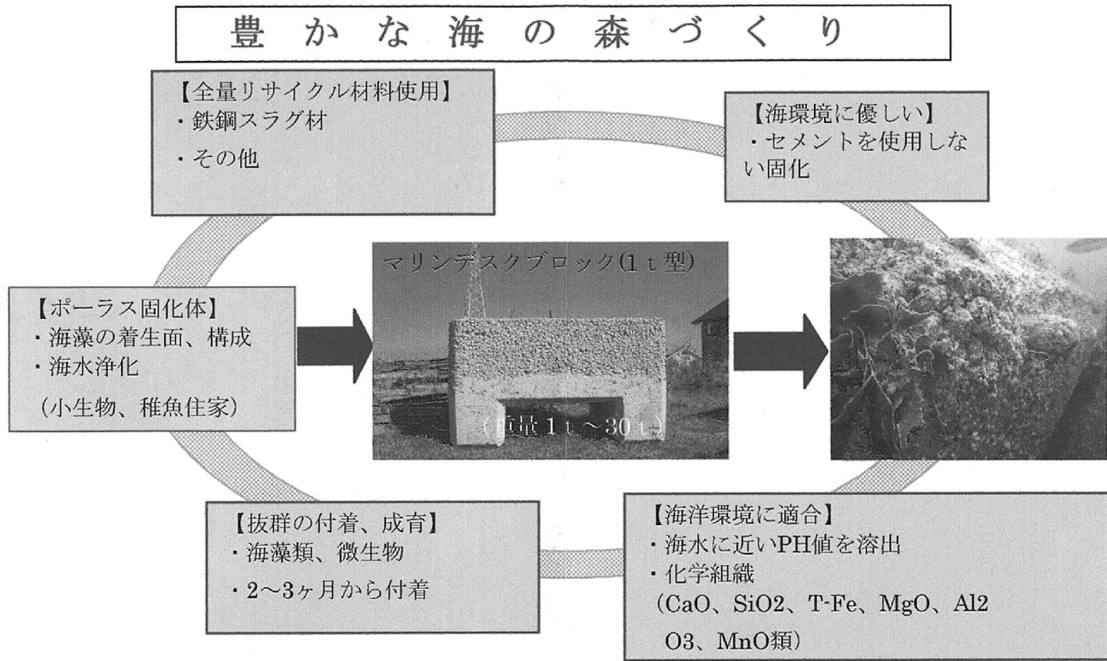 豊かな海の森づくり
【全量リサイクル材料使用】
・鉄鋼スラグ材
・その他
【海環境に優しい】
・セメントを使用しな
い固化
【ポーラス固化体】
・海藻の着生面、構成
・海水浄化
（小生物、稚魚住家）
マリンデスクブロック(1ｔ型)
（重量１ｔ～30ｔ）
【抜群の付着、成育】
・海藻類、微生物
・2～3ヶ月から付着
【海洋環境に適合】
・海水に近いPH値を溶出
・化学組織
（CaO、SiO2、T-Fe、MgO、Al2
O3、MnO類）